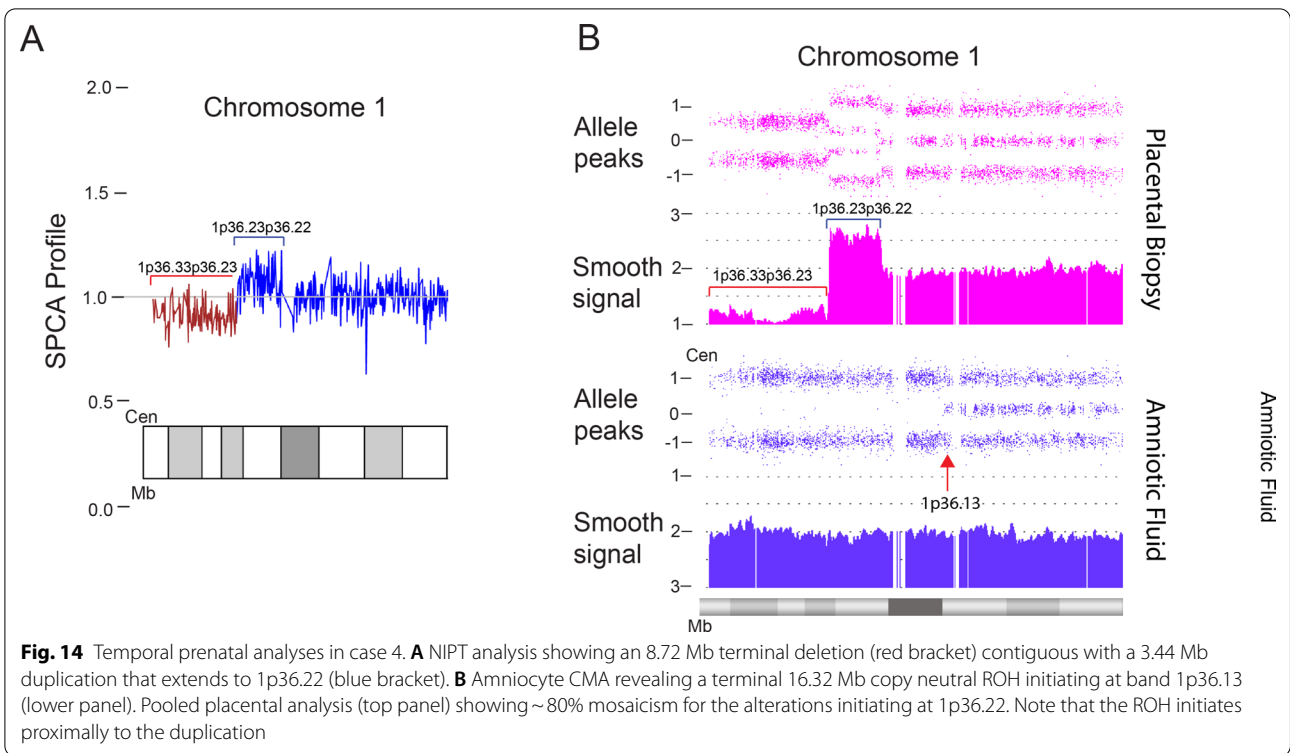 A
2.0
Chromosome 1
1.5
1p36.23p36.22
1p36.33p36.23
1.0
SPCA Profile
0.5
Cen
Mb
0.0
B
Chromosome 1
Allele peaks
1
0
-1
3
1p36.23p36.22
Smooth signal
2
1p36.33p36.23
1
Placental Biopsy
Cen
Allele peaks
1
0
-1
1
1p36.13
Smooth signal
2
3
Mb
Amniotic Fluid
Amniotic Fluid
Fig. 14 Temporal prenatal analyses in case 4. A NIPT analysis showing an 8.72 Mb terminal deletion (red bracket) contiguous with a 3.44 Mb
duplication that extends to 1p36.22 (blue bracket). B Amniocyte CMA revealing a terminal 16.32 Mb copy neutral ROH initiating at band 1p36.13
(lower panel). Pooled placental analysis (top panel) showing ~ 80% mosaicism for the alterations initiating at 1p36.22. Note that the ROH initiates
proximally to the duplication